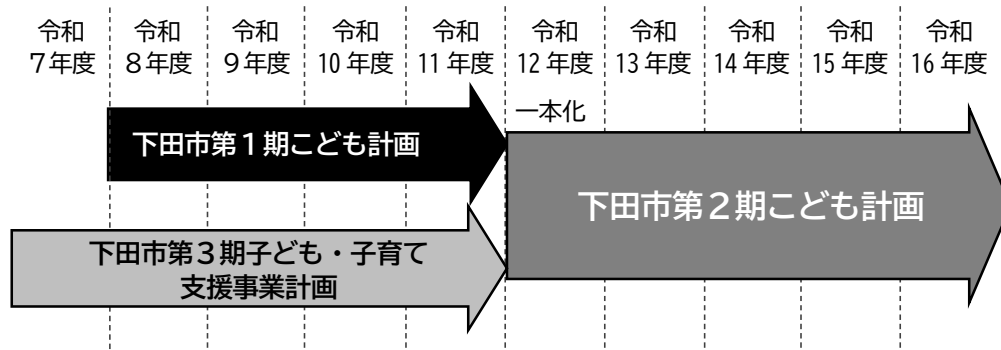 令和 令和 令和 令和 令和 令和 令和 令和 令和 令和
7年度 8年度 9年度 10年度 11年度 12年度 13年度 14年度 15年度 16年度
一本化
下田市第1期こども計画
下田市第2期こども計画
下田市第3期子ども・子育て
支援事業計画